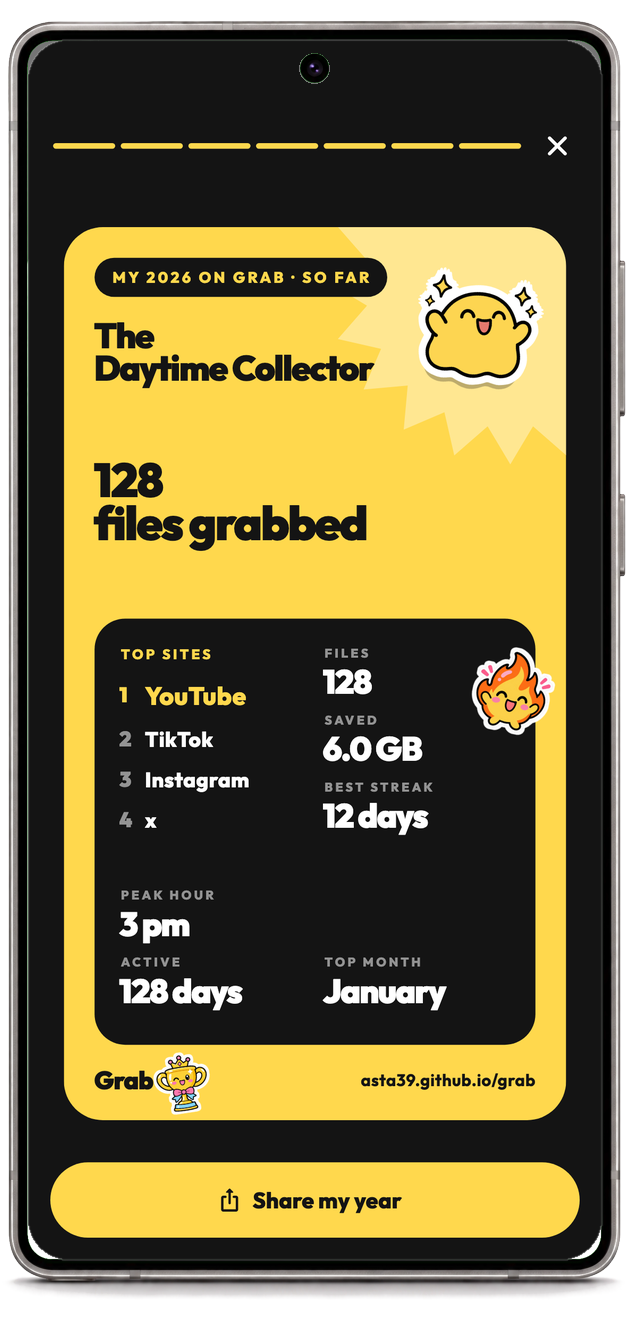 MY 2026 ON GRAB · SO FAR
The
Daytime Collector
128
files grabbed
TOP SITES
1 YouTube
2 TikTok
3 Instagram
4 x
FILES
128
SAVED
6.0 GB
BEST STREAK
12 days
PEAK HOUR
3 pm
ACTIVE
128 days
TOP MONTH
January
Grab
asta39.github.io/grab
Share my year